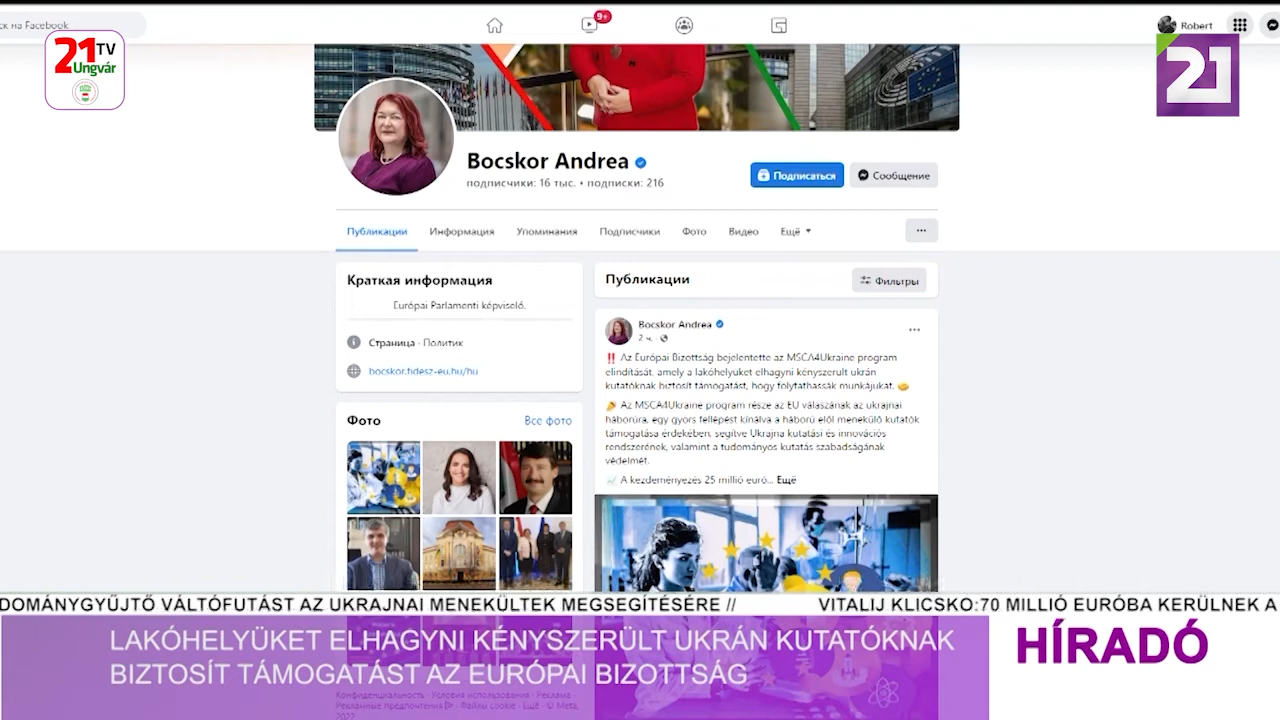 ск на Facebook
9+
Robert
21 TV
Ungvár
21
Bocskor Andrea
подписчики: 16 тыс. • подписки: 216
Подписаться
Сообщение
Публикации Информация Упоминания Подписчики Фото Видео Ещё
Краткая информация
Európai Parlamenti képviselő.
Страница · Политик
bocskor.fidesz-eu.hu/hu
Фото
Все фото
Публикации
Фильтры
Bocskor Andrea
2 ч.
‼️ Az Európai Bizottság bejelentette az MSCA4Ukraine program
elindítását, amely a lakóhelyüket elhagyni kényszerült ukrán
kutatóknak biztosít támogatást, hogy folytathassák munkájukat.
Az MSCA4Ukraine program része az EU válaszának az ukrajnai
háborúra, egy gyors fellépést kínálva a háború elől menekülő kutatók
támogatása érdekében, segítve Ukrajna kutatási és innovációs
rendszerének, valamint a tudományos kutatás szabadságának
védelmét.
A kezdeményezés 25 millió euró... Ещё
DOMÁNYGYŰJTŐ VÁLTÓFUTÁST AZ UKRAJNAI MENEKÜLTEK MEGSEGÍTÉSÉRE // VITALIJ KLICSKO:70 MILLIÓ EURÓBA KERÜLNEK A
LAKÓHELYÜKET ELHAGYNI KÉNYSZERÜLT UKRÁN KUTATÓKNAK
BIZTOSÍT TÁMOGATÁST AZ EURÓPAI BIZOTTSÁG
HÍRADÓ
Конфиденциальность · Условия использования · Реклама ·
Рекламные предпочтения · Файлы cookie · Ещё · © Meta,
2022